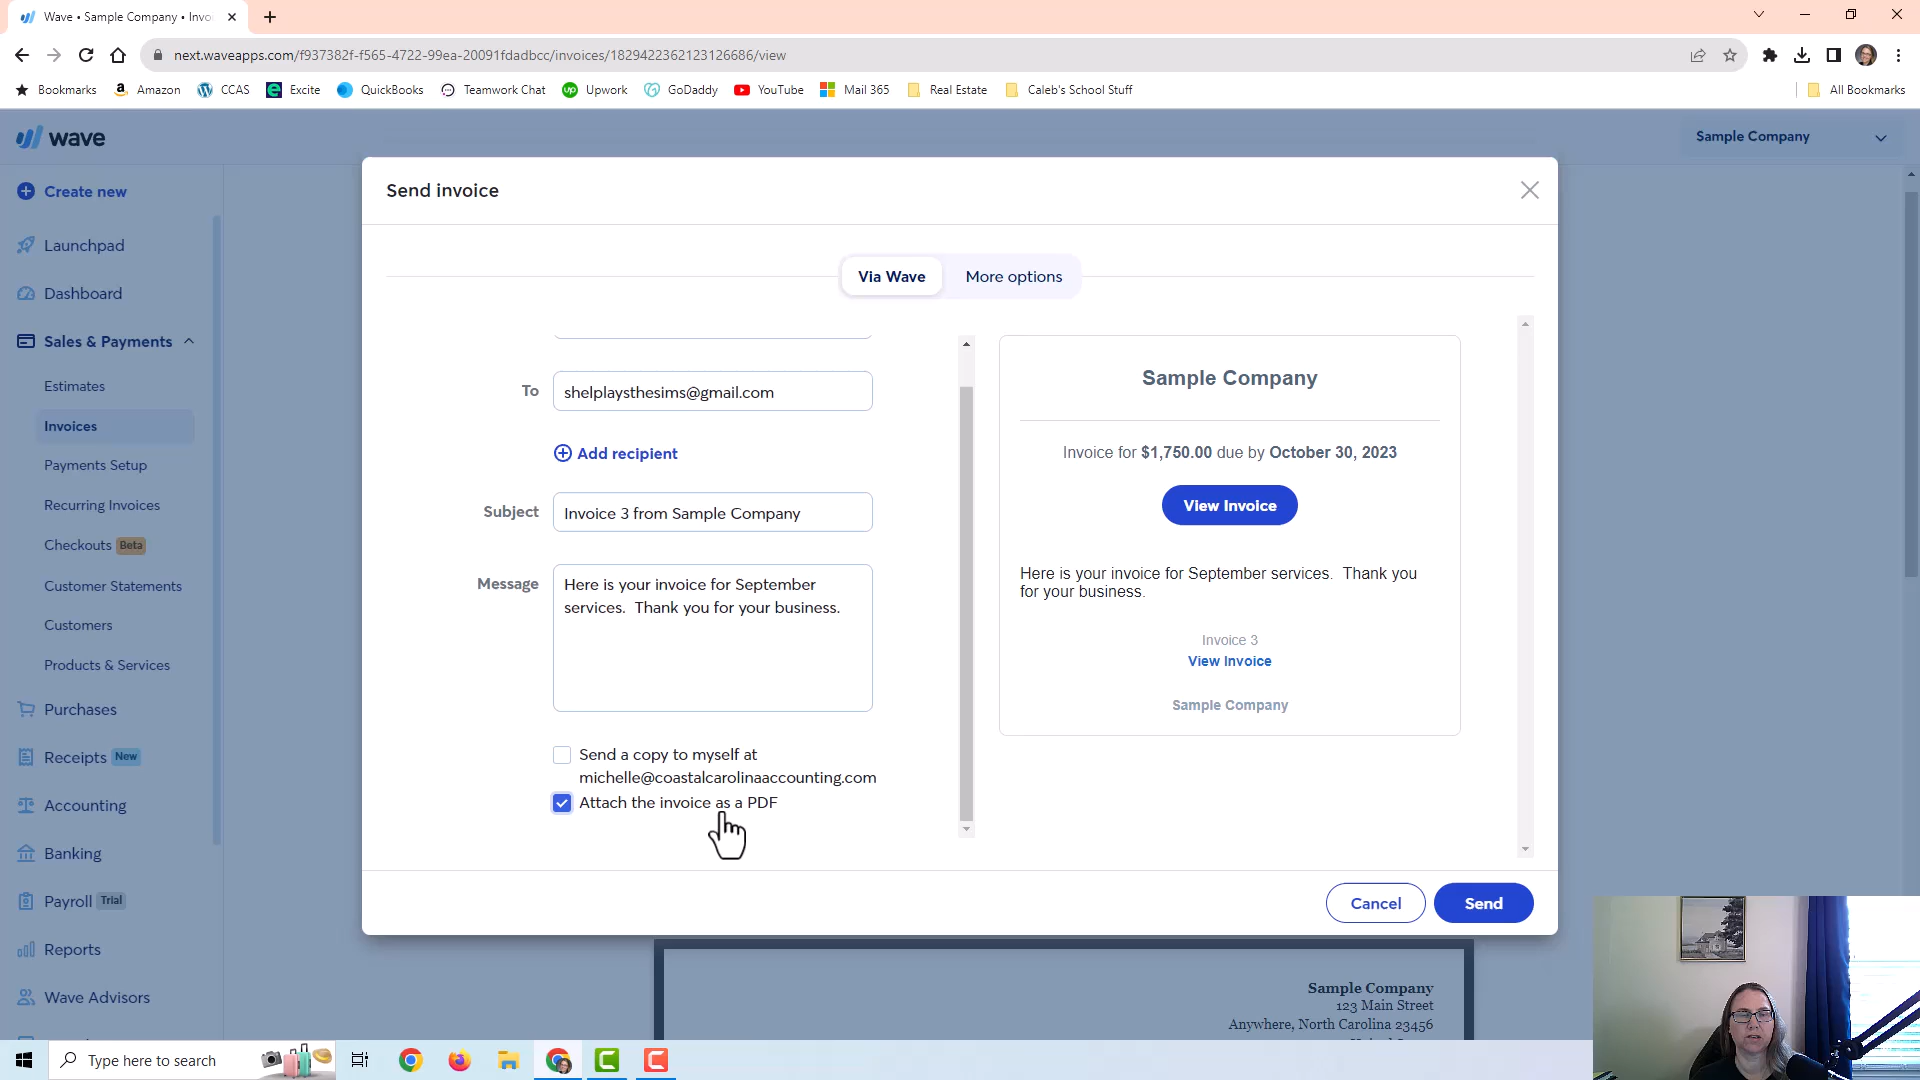 Wave • Sample Company • Invo
next.waveapps.com/f937382f-f565-4722-99ea-20091fdadbcc/invoices/1829422362123126686/view
Bookmarks Amazon CCAS Excite QuickBooks Teamwork Chat Upwork GoDaddy YouTube Mail 365 Real Estate Caleb's School Stuff All Bookmarks
wave
Sample Company
Create new
Launchpad
Dashboard
Sales & Payments
Estimates
Invoices
Payments Setup
Recurring Invoices
Checkouts Beta
Customer Statements
Customers
Products & Services
Purchases
Receipts New
Accounting
Banking
Payroll Trial
Reports
Wave Advisors
Send invoice
Via Wave More options
To shelplaysthesims@gmail.com
Add recipient
Subject Invoice 3 from Sample Company
Message Here is your invoice for September
services.  Thank you for your business.
Send a copy to myself at
michelle@coastalcarolinaaccounting.com
Attach the invoice as a PDF
Sample Company
Invoice for $1,750.00 due by October 30, 2023
View Invoice
Here is your invoice for September services.  Thank you
for your business.
Invoice 3
View Invoice
Sample Company
Cancel Send
Sample Company
123 Main Street
Anywhere, North Carolina 23456
Type here to search